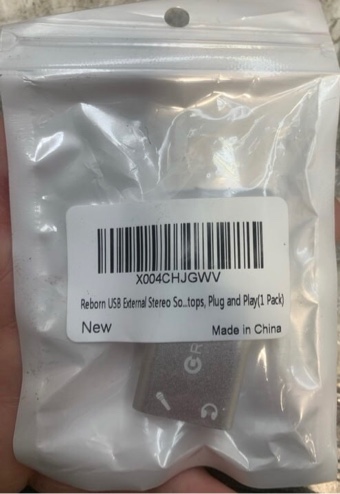 X004CHJGWV
Reborn USB External Stereo So...tops, Plug and Play(1 Pack)
New
Made in China